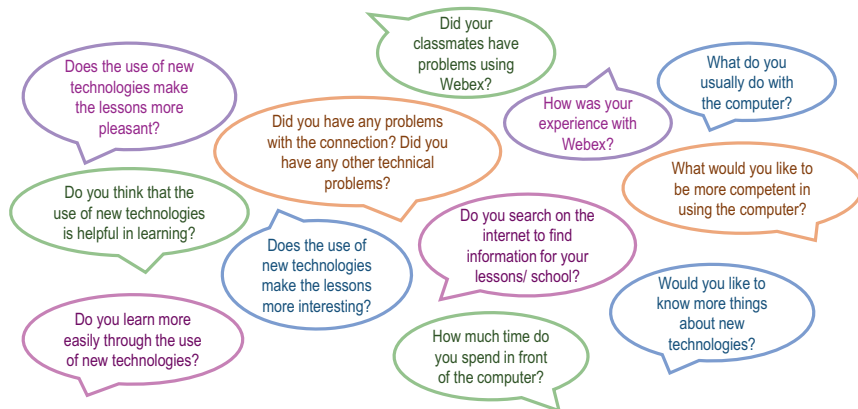 Did your
classmates have
problems using
Webex?
Does the use of new
technologies make
the lessons more
pleasant?
What do you
usually do with
the computer?
How was your
experience with
Webex?
Did you have any problems
with the connection? Did you
have any other technical
problems?
What would you like to
be more competent in
using the computer?
Do you think that the
use of new technologies
is helpful in learning?
Do you search on the
internet to find
information for your
lessons/ school?
Does the use of
new technologies
make the lessons
more interesting?
Would you like to
know more things
about new
technologies?
Do you learn more
easily through the use
of new technologies?
How much time do
you spend in front
of the computer?